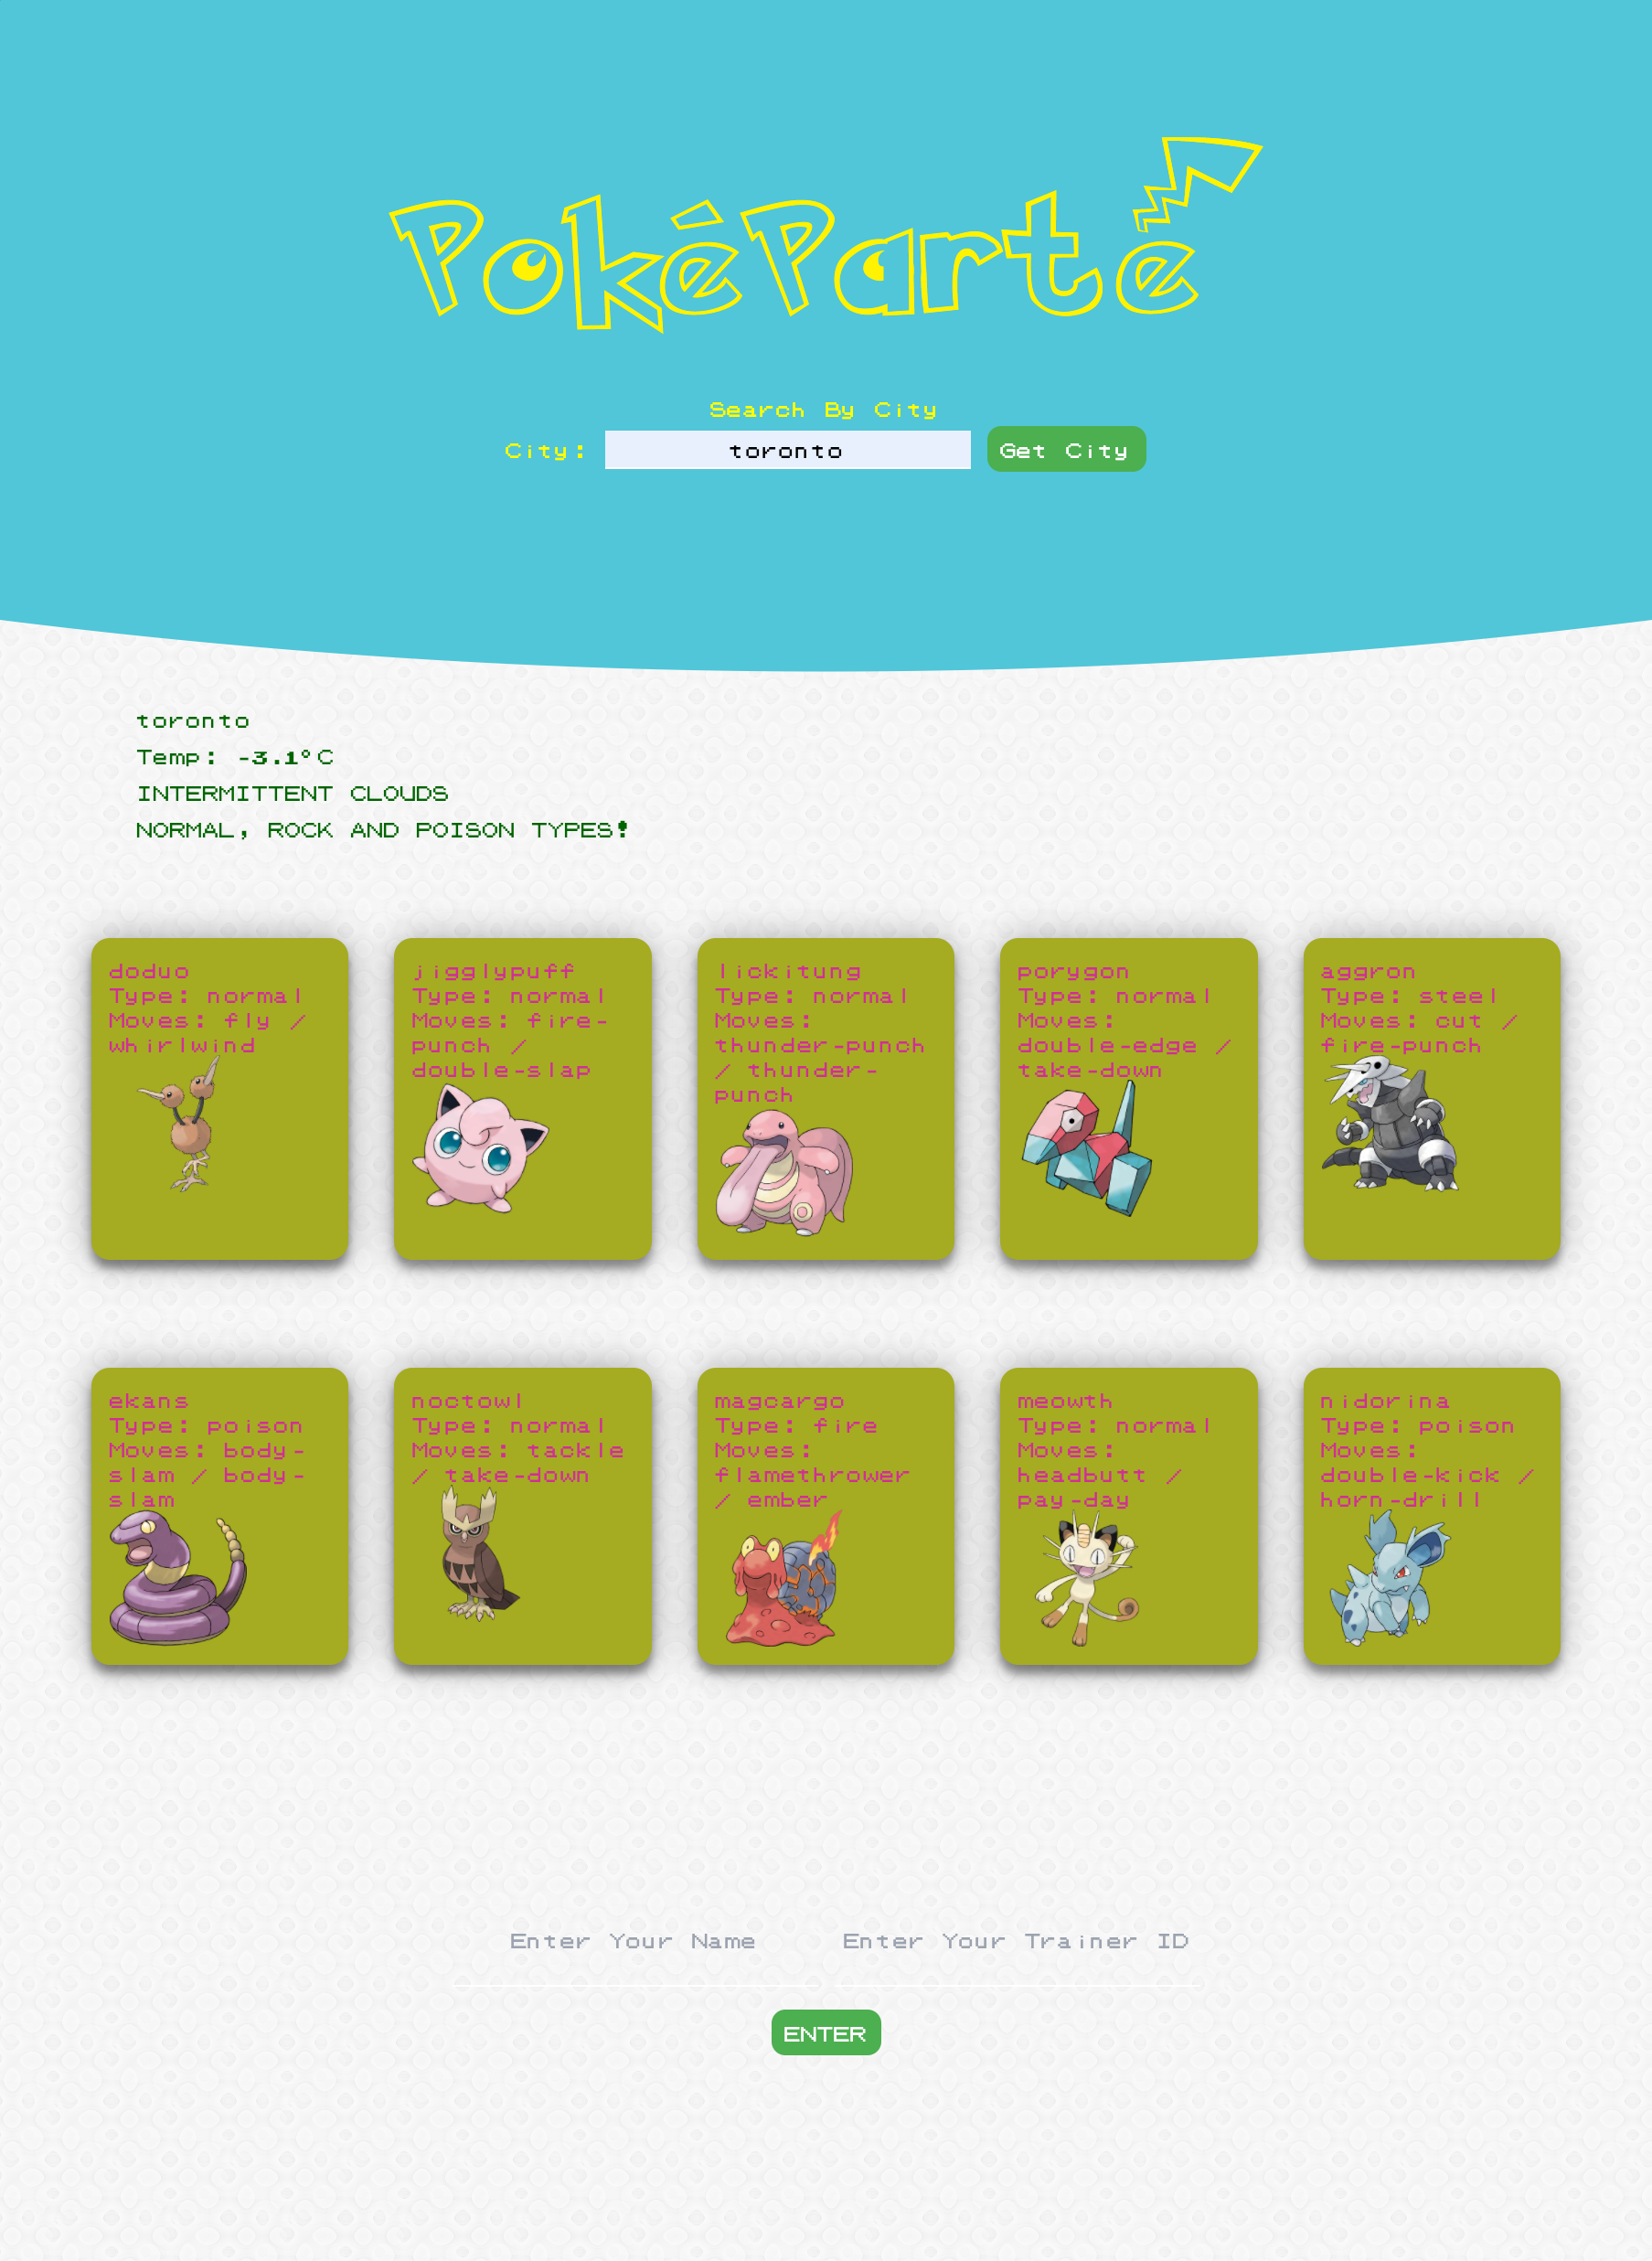 PokéParté
Search By City
City: toronto Get City
toronto
Temp: -3.1°C
INTERMITTENT CLOUDS
NORMAL, ROCK AND POISON TYPES!
doduo
Type: normal
Moves: fly /
whirlwind
jigglypuff
Type: normal
Moves: fire-
punch /
double-slap
lickitung
Type: normal
Moves:
thunder-punch
/ thunder-
punch
porygon
Type: normal
Moves:
double-edge /
take-down
aggron
Type: steel
Moves: cut /
fire-punch
ekans
Type: poison
Moves: body-
slam / body-
slam
noctowl
Type: normal
Moves: tackle
/ take-down
magcargo
Type: fire
Moves:
flamethrower
/ ember
meowth
Type: normal
Moves:
headbutt /
pay-day
nidorina
Type: poison
Moves:
double-kick /
horn-drill
Enter Your Name Enter Your Trainer ID
ENTER